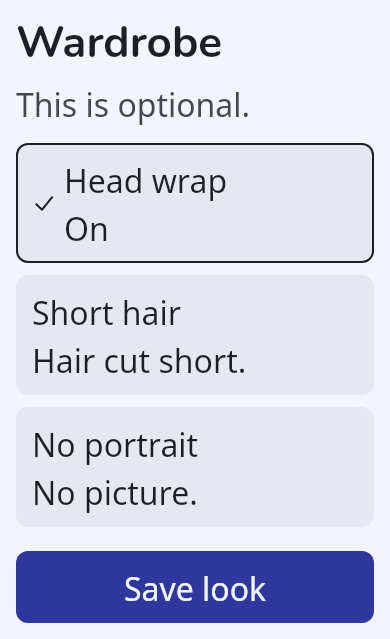 Wardrobe
This is optional.
Head wrap
On
Short hair
Hair cut short.
No portrait
No picture.
Save look